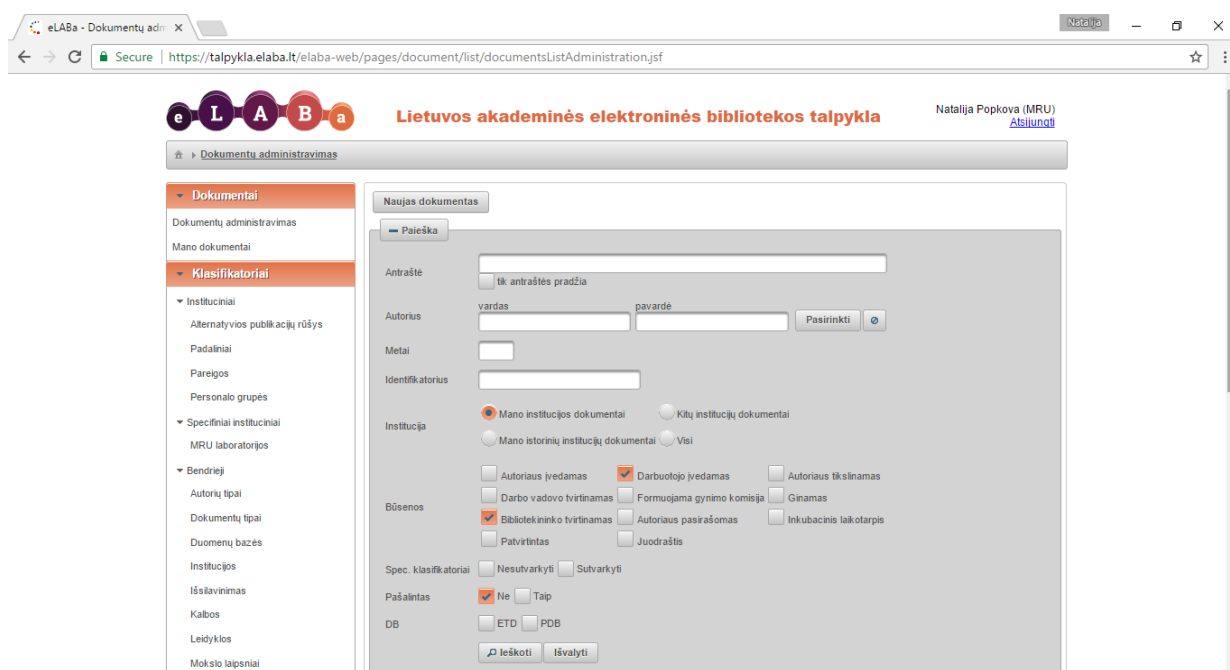 eLABa - Dokumentų adm
Natalija
Secure https://talpykla.elaba.lt/elaba-web/pages/document/list/documentsListAdministration.jsf
eLABa
Lietuvos akademinės elektroninės bibliotekos talpykla
Natalija Popkova (MRU)
Atsijungti
Dokumentų administravimas
Dokumentai
Dokumentų administravimas
Mano dokumentai
Klasifikatoriai
Instituciniai
Alternatyvios publikacijų rūšys
Padaliniai
Pareigos
Personalo grupės
Specifiniai instituciniai
MRU laboratorijos
Bendrieji
Autorių tipai
Dokumentų tipai
Duomenų bazės
Institucijos
Išsilavinimas
Kalbos
Leidyklos
Mokslo laipsniai
Naujas dokumentas
Paieška
Antraštė
tik antraštės pradžia
vardas pavardė
Autorius Pasirinkti
Metai
Identifikatorius
Institucija
Mano institucijos dokumentai Kitų institucijų dokumentai
Mano istorinių institucijų dokumentai Visi
Būsenos
Autoriaus įvedamas Darbuotojo įvedamas Autoriaus tikslinamas
Darbo vadovo tvirtinamas Formuojama gynimo komisija Ginamas
Bibliotekininko tvirtinamas Autoriaus pasirašomas Inkubacinis laikotarpis
Patvirtintas Juodraštis
Spec. klasifikatoriai Nesutvarkyti Sutvarkyti
Pašalintas Ne Taip
DB ETD PDB
Ieškoti Išvalyti